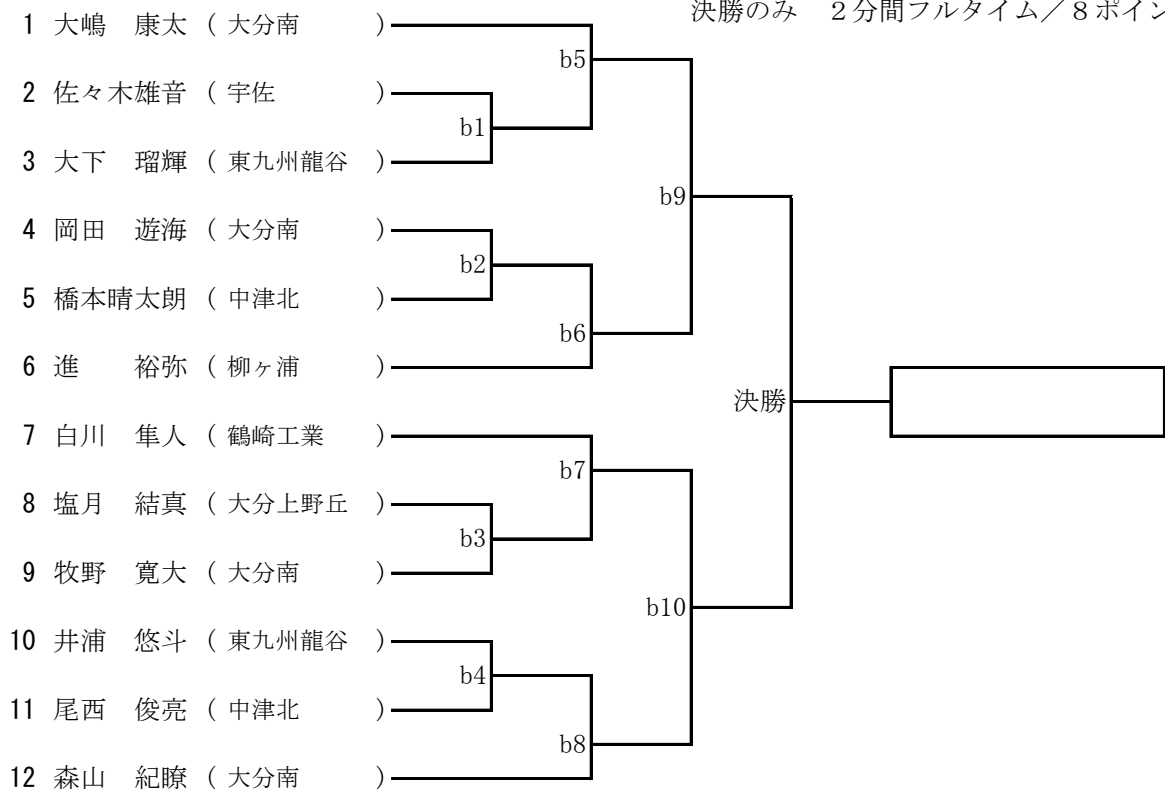 決勝のみ　２分間フルタイム／８ポイン
1 大嶋　康太 （ 大分南 ）
b5
2 佐々木雄音 （ 宇佐 ）
b1
3 大下　瑠輝 （ 東九州龍谷 ）
b9
4 岡田　遊海 （ 大分南 ）
b2
5 橋本晴太朗 （ 中津北 ）
b6
6 進　　裕弥 （ 柳ヶ浦 ）
決勝
7 白川　隼人 （ 鶴崎工業 ）
b7
8 塩月　結真 （ 大分上野丘 ）
b3
9 牧野　寛大 （ 大分南 ）
b10
10 井浦　悠斗 （ 東九州龍谷 ）
b4
11 尾西　俊亮 （ 中津北 ）
b8
12 森山　紀瞭 （ 大分南 ）